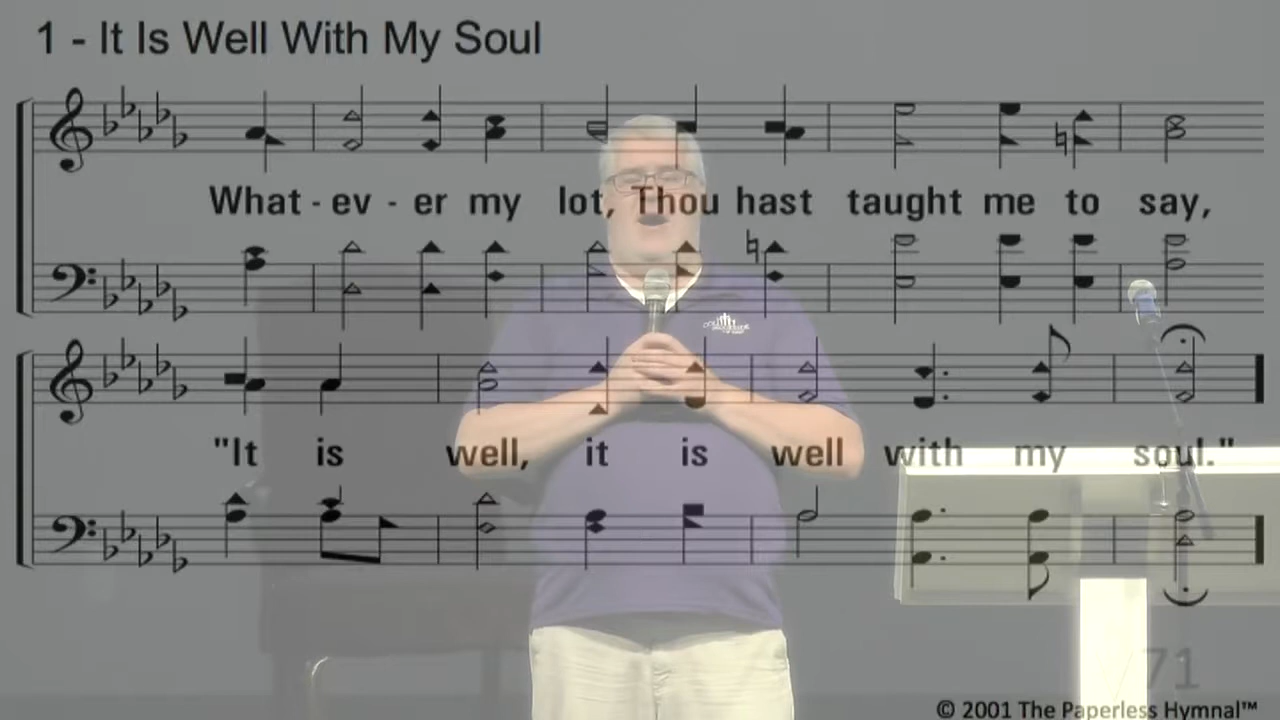 1 - It Is Well With My Soul
What - ev - er my lot, Thou hast taught me to say,
"It is well, it is well with my soul."
71
© 2001 The Paperless Hymnal™